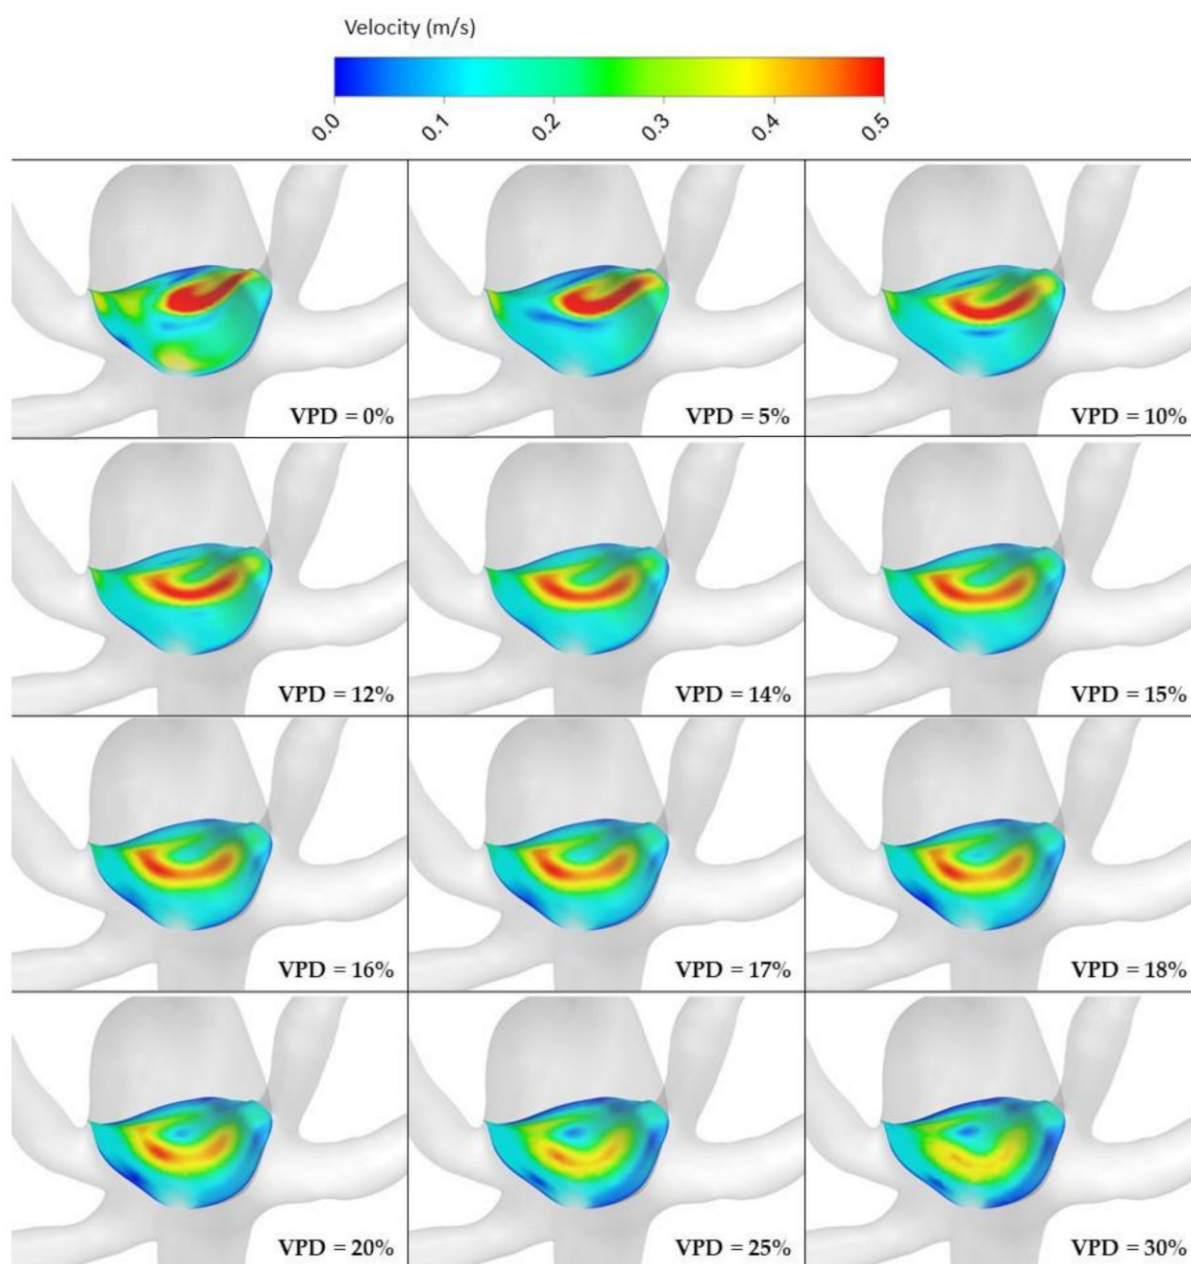 Velocity (m/s)
0.0 0.1 0.2 0.3 0.4 0.5
VPD = 0% VPD = 5% VPD = 10%
VPD = 12% VPD = 14% VPD = 15%
VPD = 16% VPD = 17% VPD = 18%
VPD = 20% VPD = 25% VPD = 30%